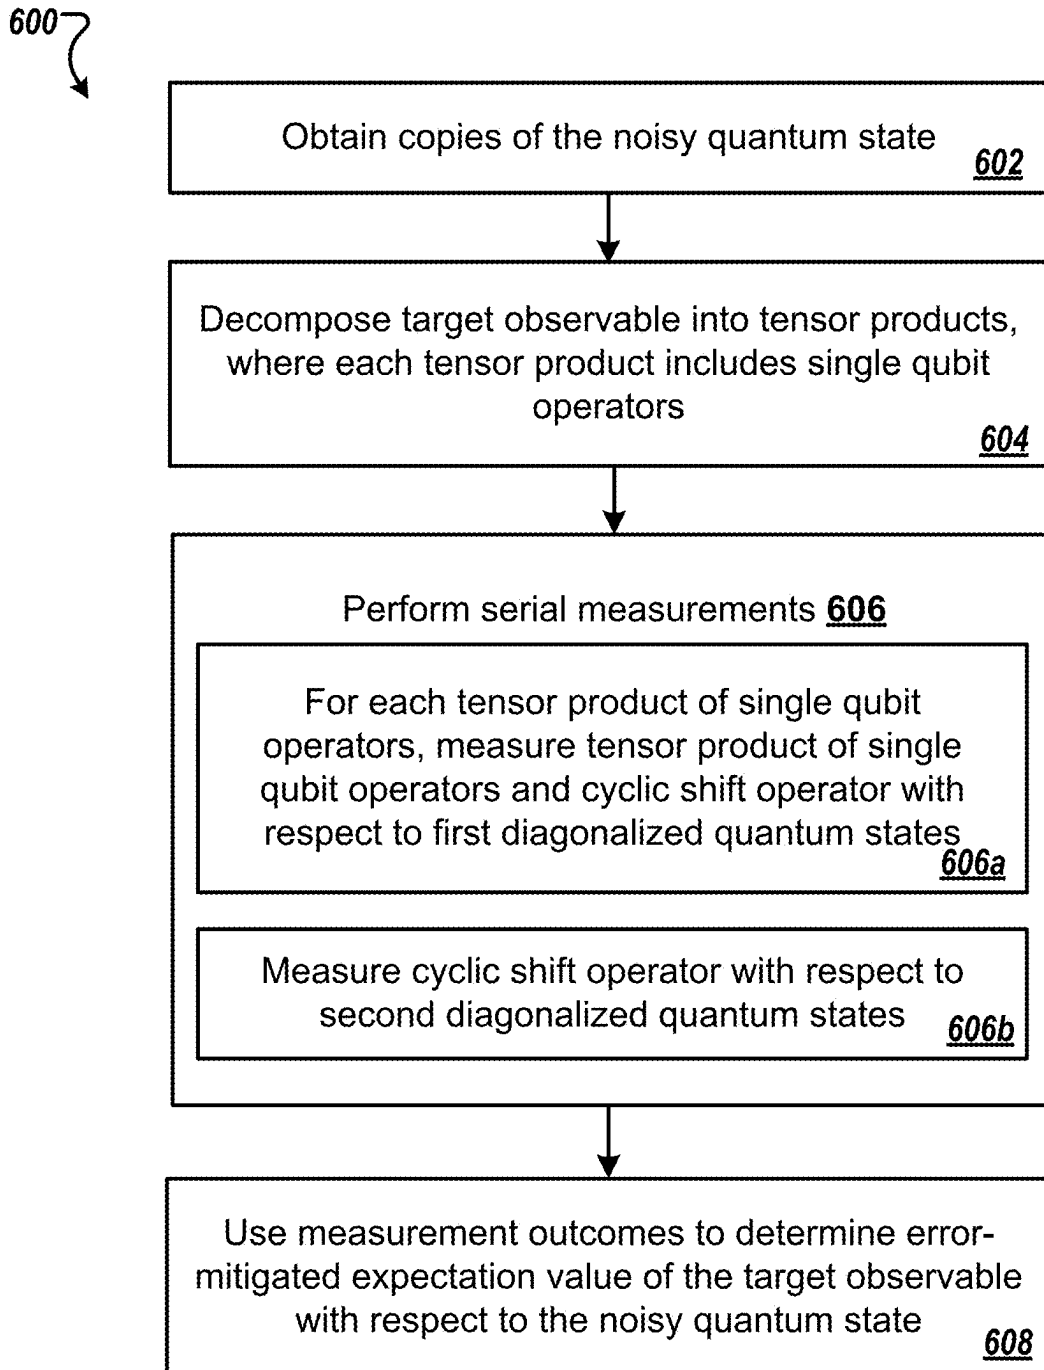 600
Obtain copies of the noisy quantum state
602
Decompose target observable into tensor products,
where each tensor product includes single qubit
operators
604
Perform serial measurements 606
For each tensor product of single qubit
operators, measure tensor product of single
qubit operators and cyclic shift operator with
respect to first diagonalized quantum states
606a
Measure cyclic shift operator with respect to
second diagonalized quantum states
606b
Use measurement outcomes to determine error-
mitigated expectation value of the target observable
with respect to the noisy quantum state
608